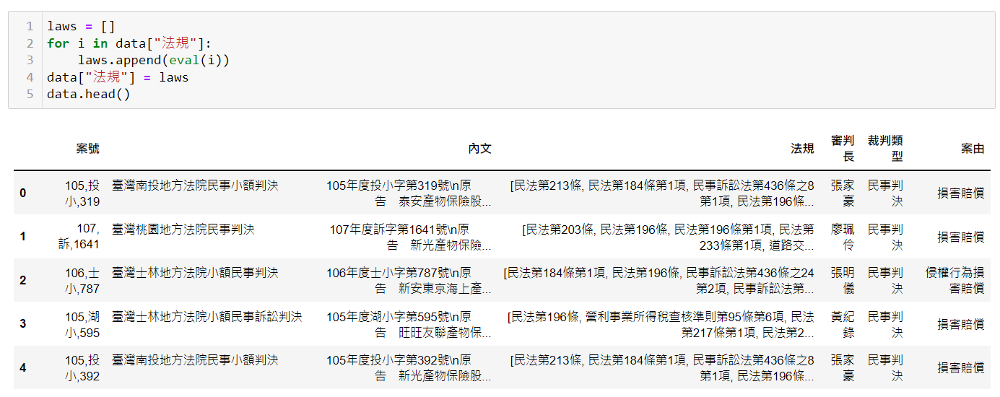 1 laws = []
2 for i in data["法規"]:
3     laws.append(eval(i))
4 data["法規"] = laws
5 data.head()
案號 內文 法規 審判長 裁判類型 案由
0 105,投小,319 臺灣南投地方法院民事小額判決 105年度投小字第319號\n原 告 泰安產物保險股... [民法第213條, 民法第184條第1項, 民事訴訟法第436條之8第1項, 民法第196條... 張家豪 民事判決 損害賠償
1 107,訴,1641 臺灣桃園地方法院民事判決 107年度訴字第1641號\n原 告 新光產物保險... [民法第203條, 民法第196條, 民法第196條第1項, 民法第233條第1項, 道路交... 廖珮伶 民事判決 損害賠償
2 106,士小,787 臺灣士林地方法院小額民事判決 106年度士小字第787號\n原 告 新安東京海上產... [民法第184條第1項, 民法第196條, 民事訴訟法第436條之24第2項, 民事訴訟法第... 張明儀 民事判決 侵權行為損害賠償
3 105,湖小,595 臺灣士林地方法院小額民事訴訟判決 105年度湖小字第595號\n原 告 旺旺友聯產物保... [民法第196條, 營利事業所得稅查核準則第95條第6項, 民法第217條第1項, 民法第2... 黃紀錄 民事判決 損害賠償
4 105,投小,392 臺灣南投地方法院民事小額判決 105年度投小字第392號\n原 告 新光產物保險股... [民法第213條, 民法第184條第1項, 民事訴訟法第436條之8第1項, 民法第196條... 張家豪 民事判決 損害賠償